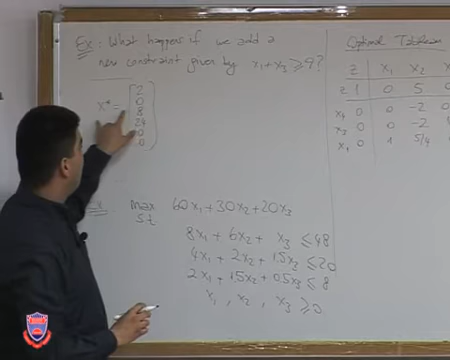 Ex: What happens if we add a
new constraint given by x₁+x₃ ≥ 9?
x* = [2
0
8
24
0
0]
max 60x₁+30x₂+20x₃
s.t.
8x₁+6x₂+ x₃ ≤48
4x₁+2x₂+1.5x₃ ≤20
2x₁+1.5x₂+0.5x₃ ≤8
x₁, x₂, x₃ ≥0
Optimal Tableau
z x₁ x₂
z 1 0 5 0
x₄ 0 0 -2 0
x₃ 0 0 -2
x₁ 0 1 5/4